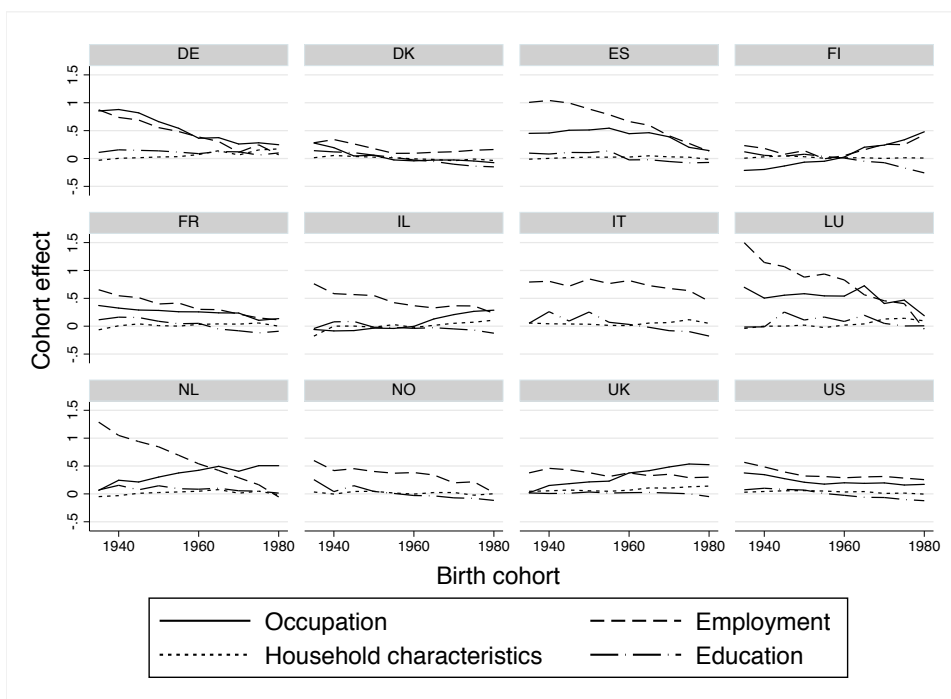 DE DK ES FI
1.5
1
.5
0
-.5
FR IL IT LU
1.5
1
.5
0
-.5
Cohort effect
NL NO UK US
1.5
1
.5
0
-.5
1940 1960 1980 1940 1960 1980 1940 1960 1980 1940 1960 1980
Birth cohort
Occupation Employment
Household characteristics Education